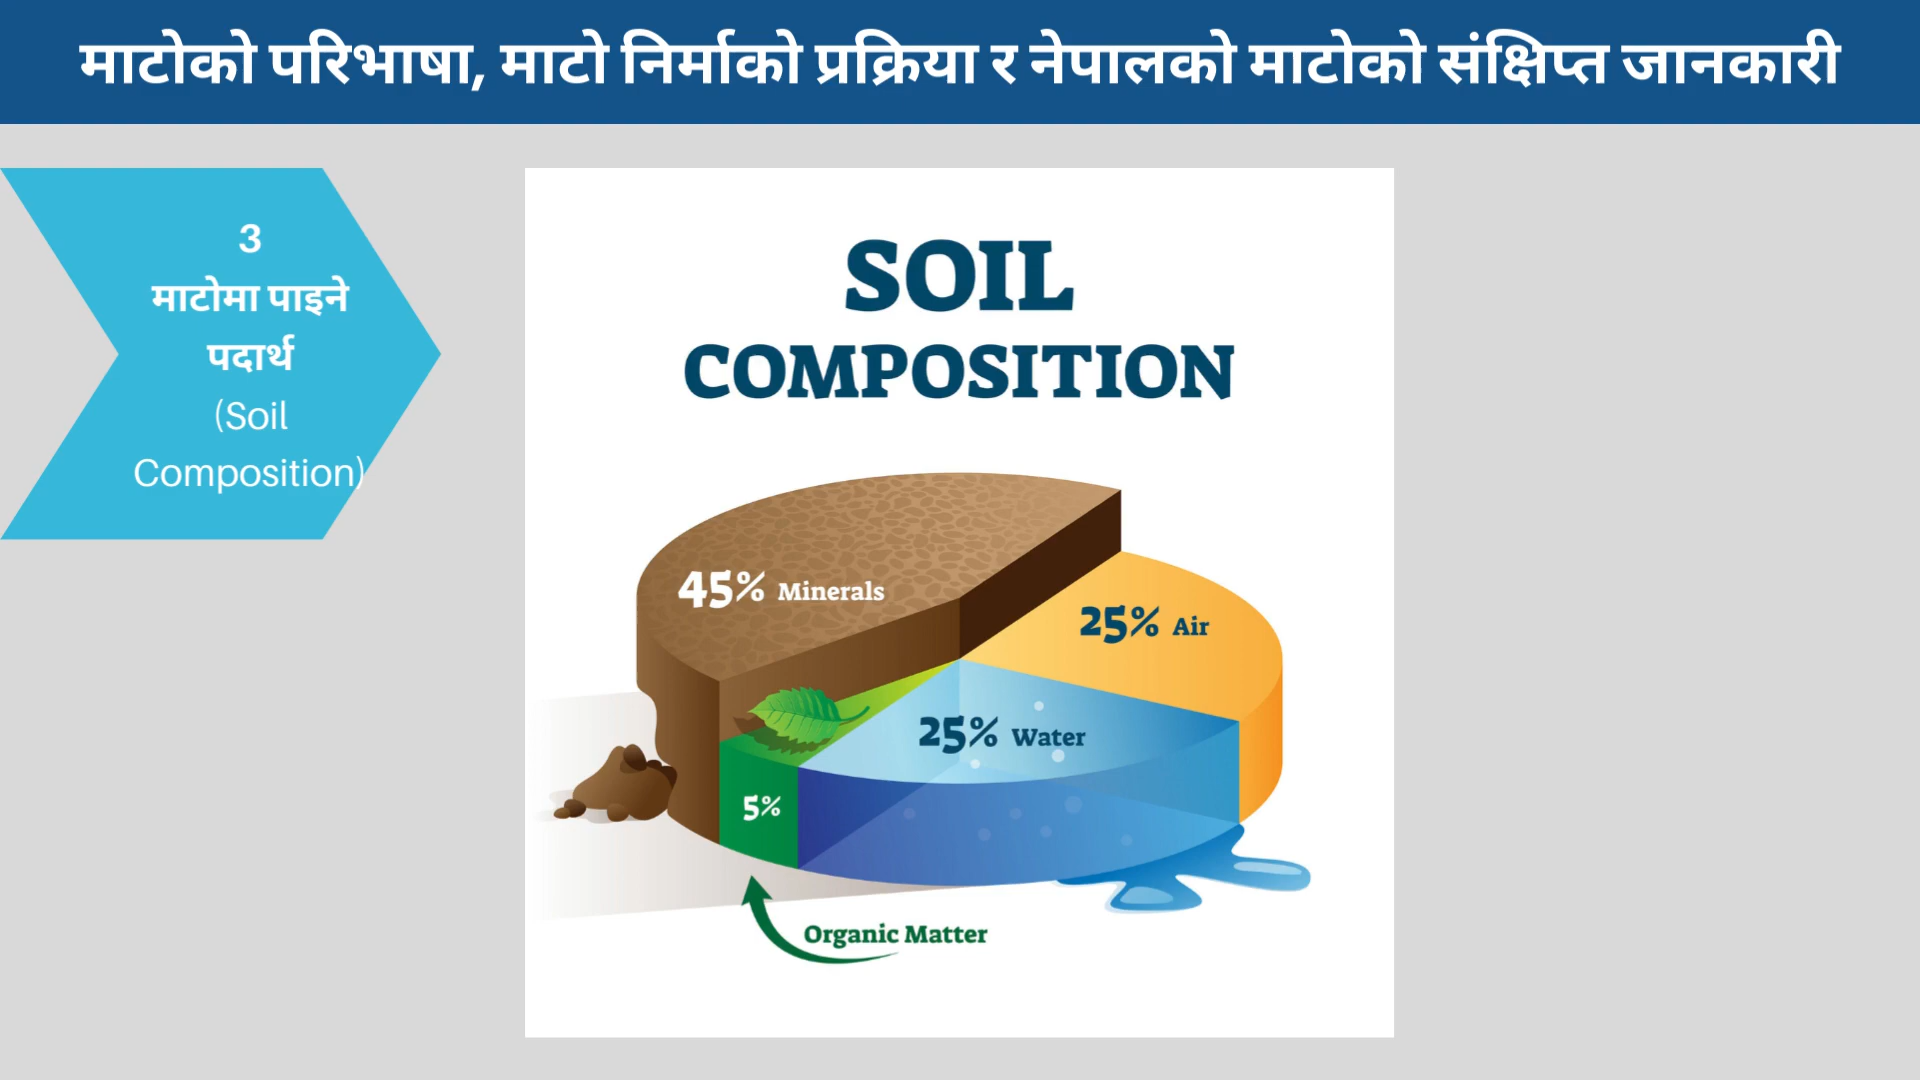 माटोको परिभाषा, माटो निर्माको प्रक्रिया र नेपालको माटोको संक्षिप्त जानकारी
3
माटोमा पाइने
पदार्थ
(Soil
Composition)
SOIL
COMPOSITION
45% Minerals
25% Air
25% Water
5%
Organic Matter